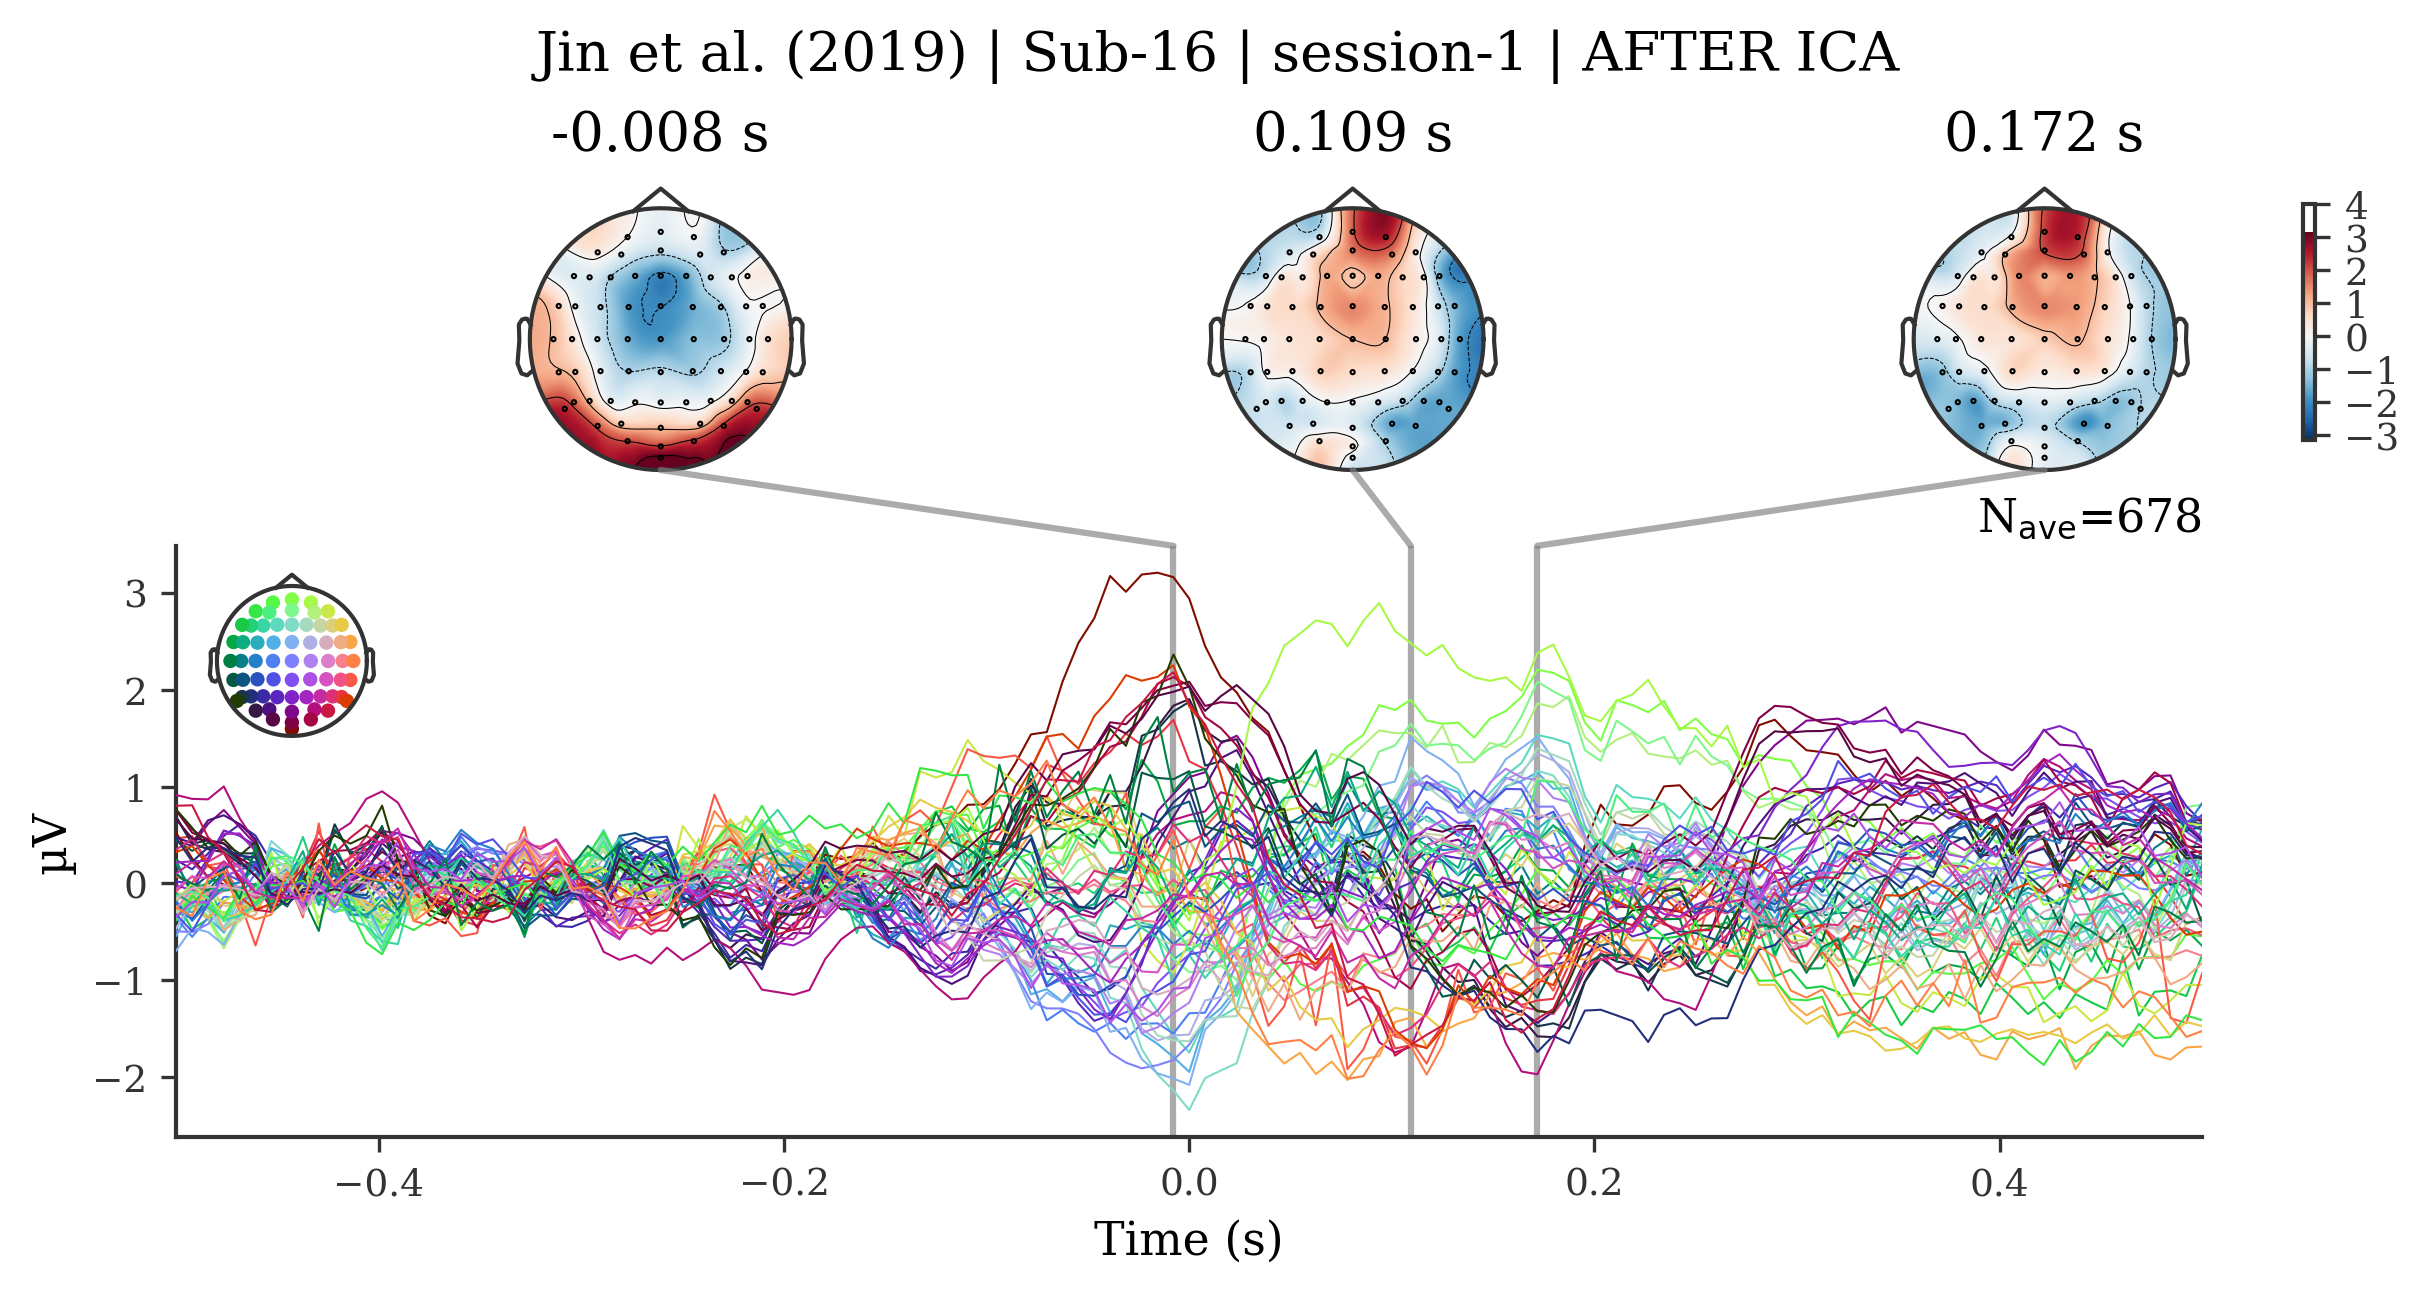 Jin et al. (2019) | Sub-16 | session-1 | AFTER ICA
-0.008 s
0.109 s
0.172 s
4
3
2
1
0
−1
−2
−3
Nave=678
3
2
1
0
−1
−2
µV
−0.4
−0.2
0.0
0.2
0.4
Time (s)